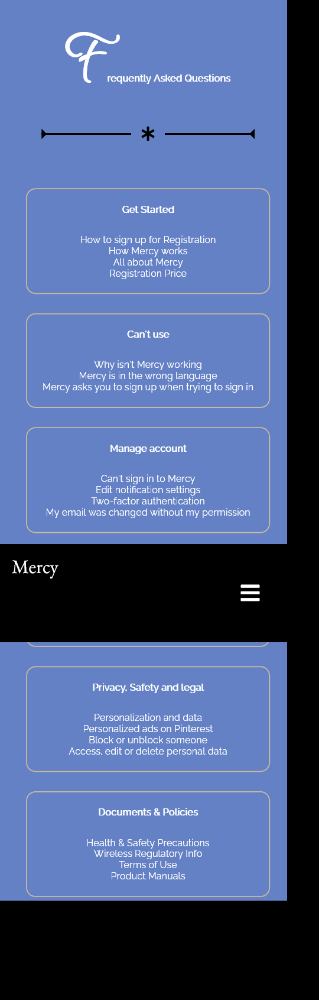 Frequently Asked Questions
Get Started
How to sign up for Registration
How Mercy works
All about Mercy
Registration Price
Can't use
Why isn't Mercy working
Mercy is in the wrong language
Mercy asks you to sign up when trying to sign in
Manage account
Can't sign in to Mercy
Edit notification settings
Two-factor authentication
My email was changed without my permission
Mercy
Privacy, Safety and legal
Personalization and data
Personalized ads on Pinterest
Block or unblock someone
Access, edit or delete personal data
Documents & Policies
Health & Safety Precautions
Wireless Regulatory Info
Terms of Use
Product Manuals